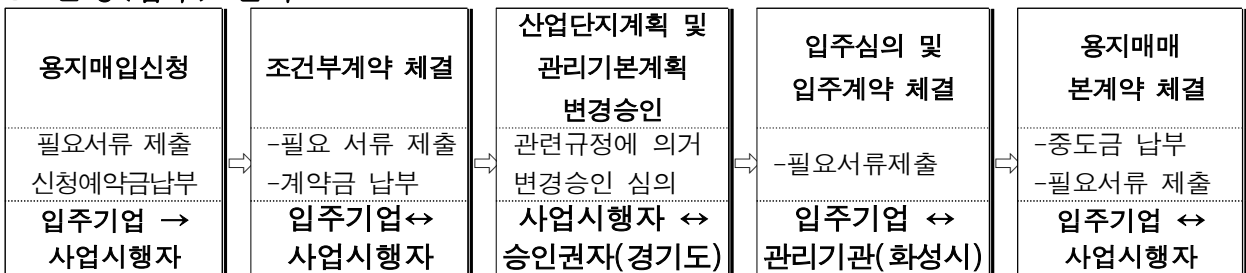 용지매입신청
필요서류 제출
신청예약금납부
입주기업 →
사업시행자
⇨
조건부계약 체결
-필요 서류 제출
-계약금 납부
입주기업↔
사업시행자
⇨
산업단지계획 및
관리기본계획
변경승인
관련규정에 의거
변경승인 심의
사업시행자 ↔
승인권자(경기도)
⇨
입주심의 및
입주계약 체결
-필요서류제출
입주기업 ↔
관리기관(화성시)
⇨
용지매매
본계약 체결
-중도금 납부
-필요서류 제출
입주기업 ↔
사업시행자